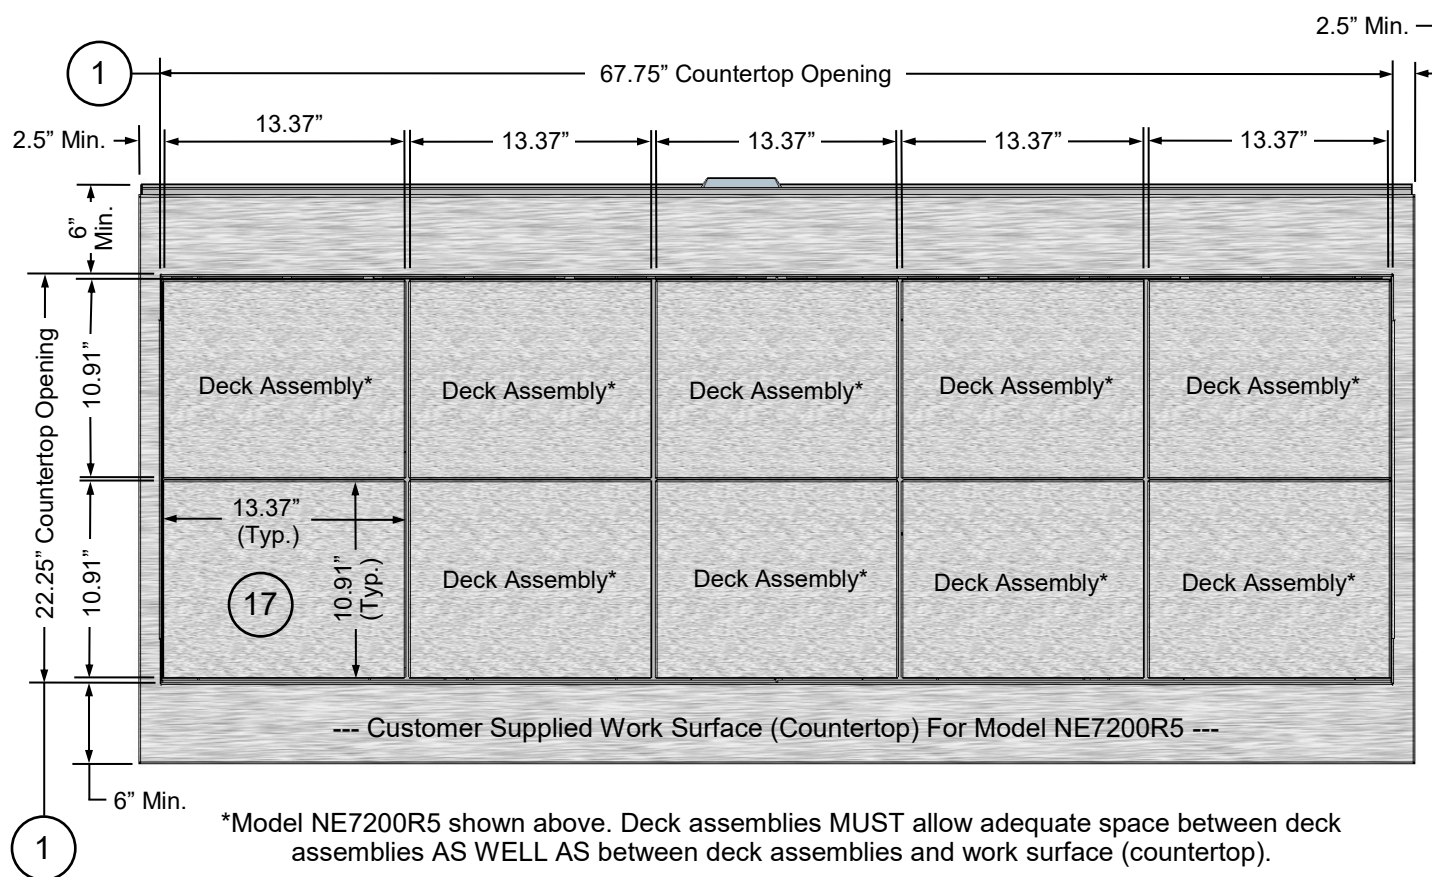 2.5” Min.
1
67.75” Countertop Opening
2.5” Min.
13.37”
13.37”
13.37”
13.37”
13.37”
6”
Min.
22.25” Countertop Opening
10.91”
Deck Assembly*
Deck Assembly*
Deck Assembly*
Deck Assembly*
Deck Assembly*
10.91”
13.37”
(Typ.)
17
10.91”
(Typ.)
Deck Assembly*
Deck Assembly*
Deck Assembly*
Deck Assembly*
--- Customer Supplied Work Surface (Countertop) For Model NE7200R5 ---
6” Min.
1
*Model NE7200R5 shown above. Deck assemblies MUST allow adequate space between deck
assemblies AS WELL AS between deck assemblies and work surface (countertop).